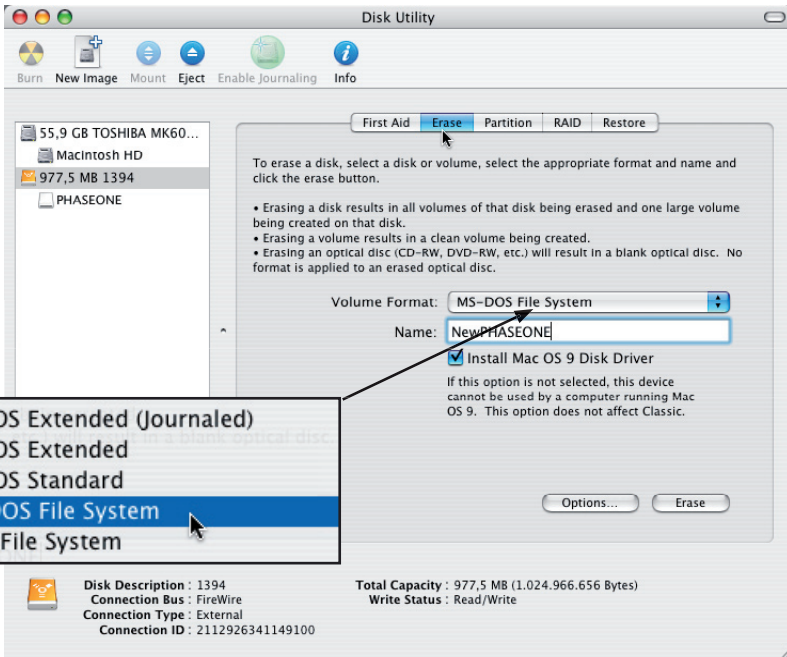 Disk Utility
Burn New Image Mount Eject Enable Journaling Info
55,9 GB TOSHIBA MK60...
Macintosh HD
977,5 MB 1394
PHASEONE
First Aid Erase Partition RAID Restore
To erase a disk, select a disk or volume, select the appropriate format and name and
click the erase button.
• Erasing a disk results in all volumes of that disk being erased and one large volume
being created on that disk.
• Erasing a volume results in a clean volume being created.
• Erasing an optical disc (CD-RW, DVD-RW, etc.) will result in a blank optical disc. No
format is applied to an erased optical disc.
Volume Format: MS-DOS File System
Name: NewPHASEONE
Install Mac OS 9 Disk Driver
If this option is not selected, this device
cannot be used by a computer running Mac
OS 9. This option does not affect Classic.
OS Extended (Journaled)
OS Extended
OS Standard
DOS File System
File System
Options... Erase
Disk Description : 1394
Connection Bus : FireWire
Connection Type : External
Connection ID : 2112926341149100
Total Capacity : 977,5 MB (1.024.966.656 Bytes)
Write Status : Read/Write